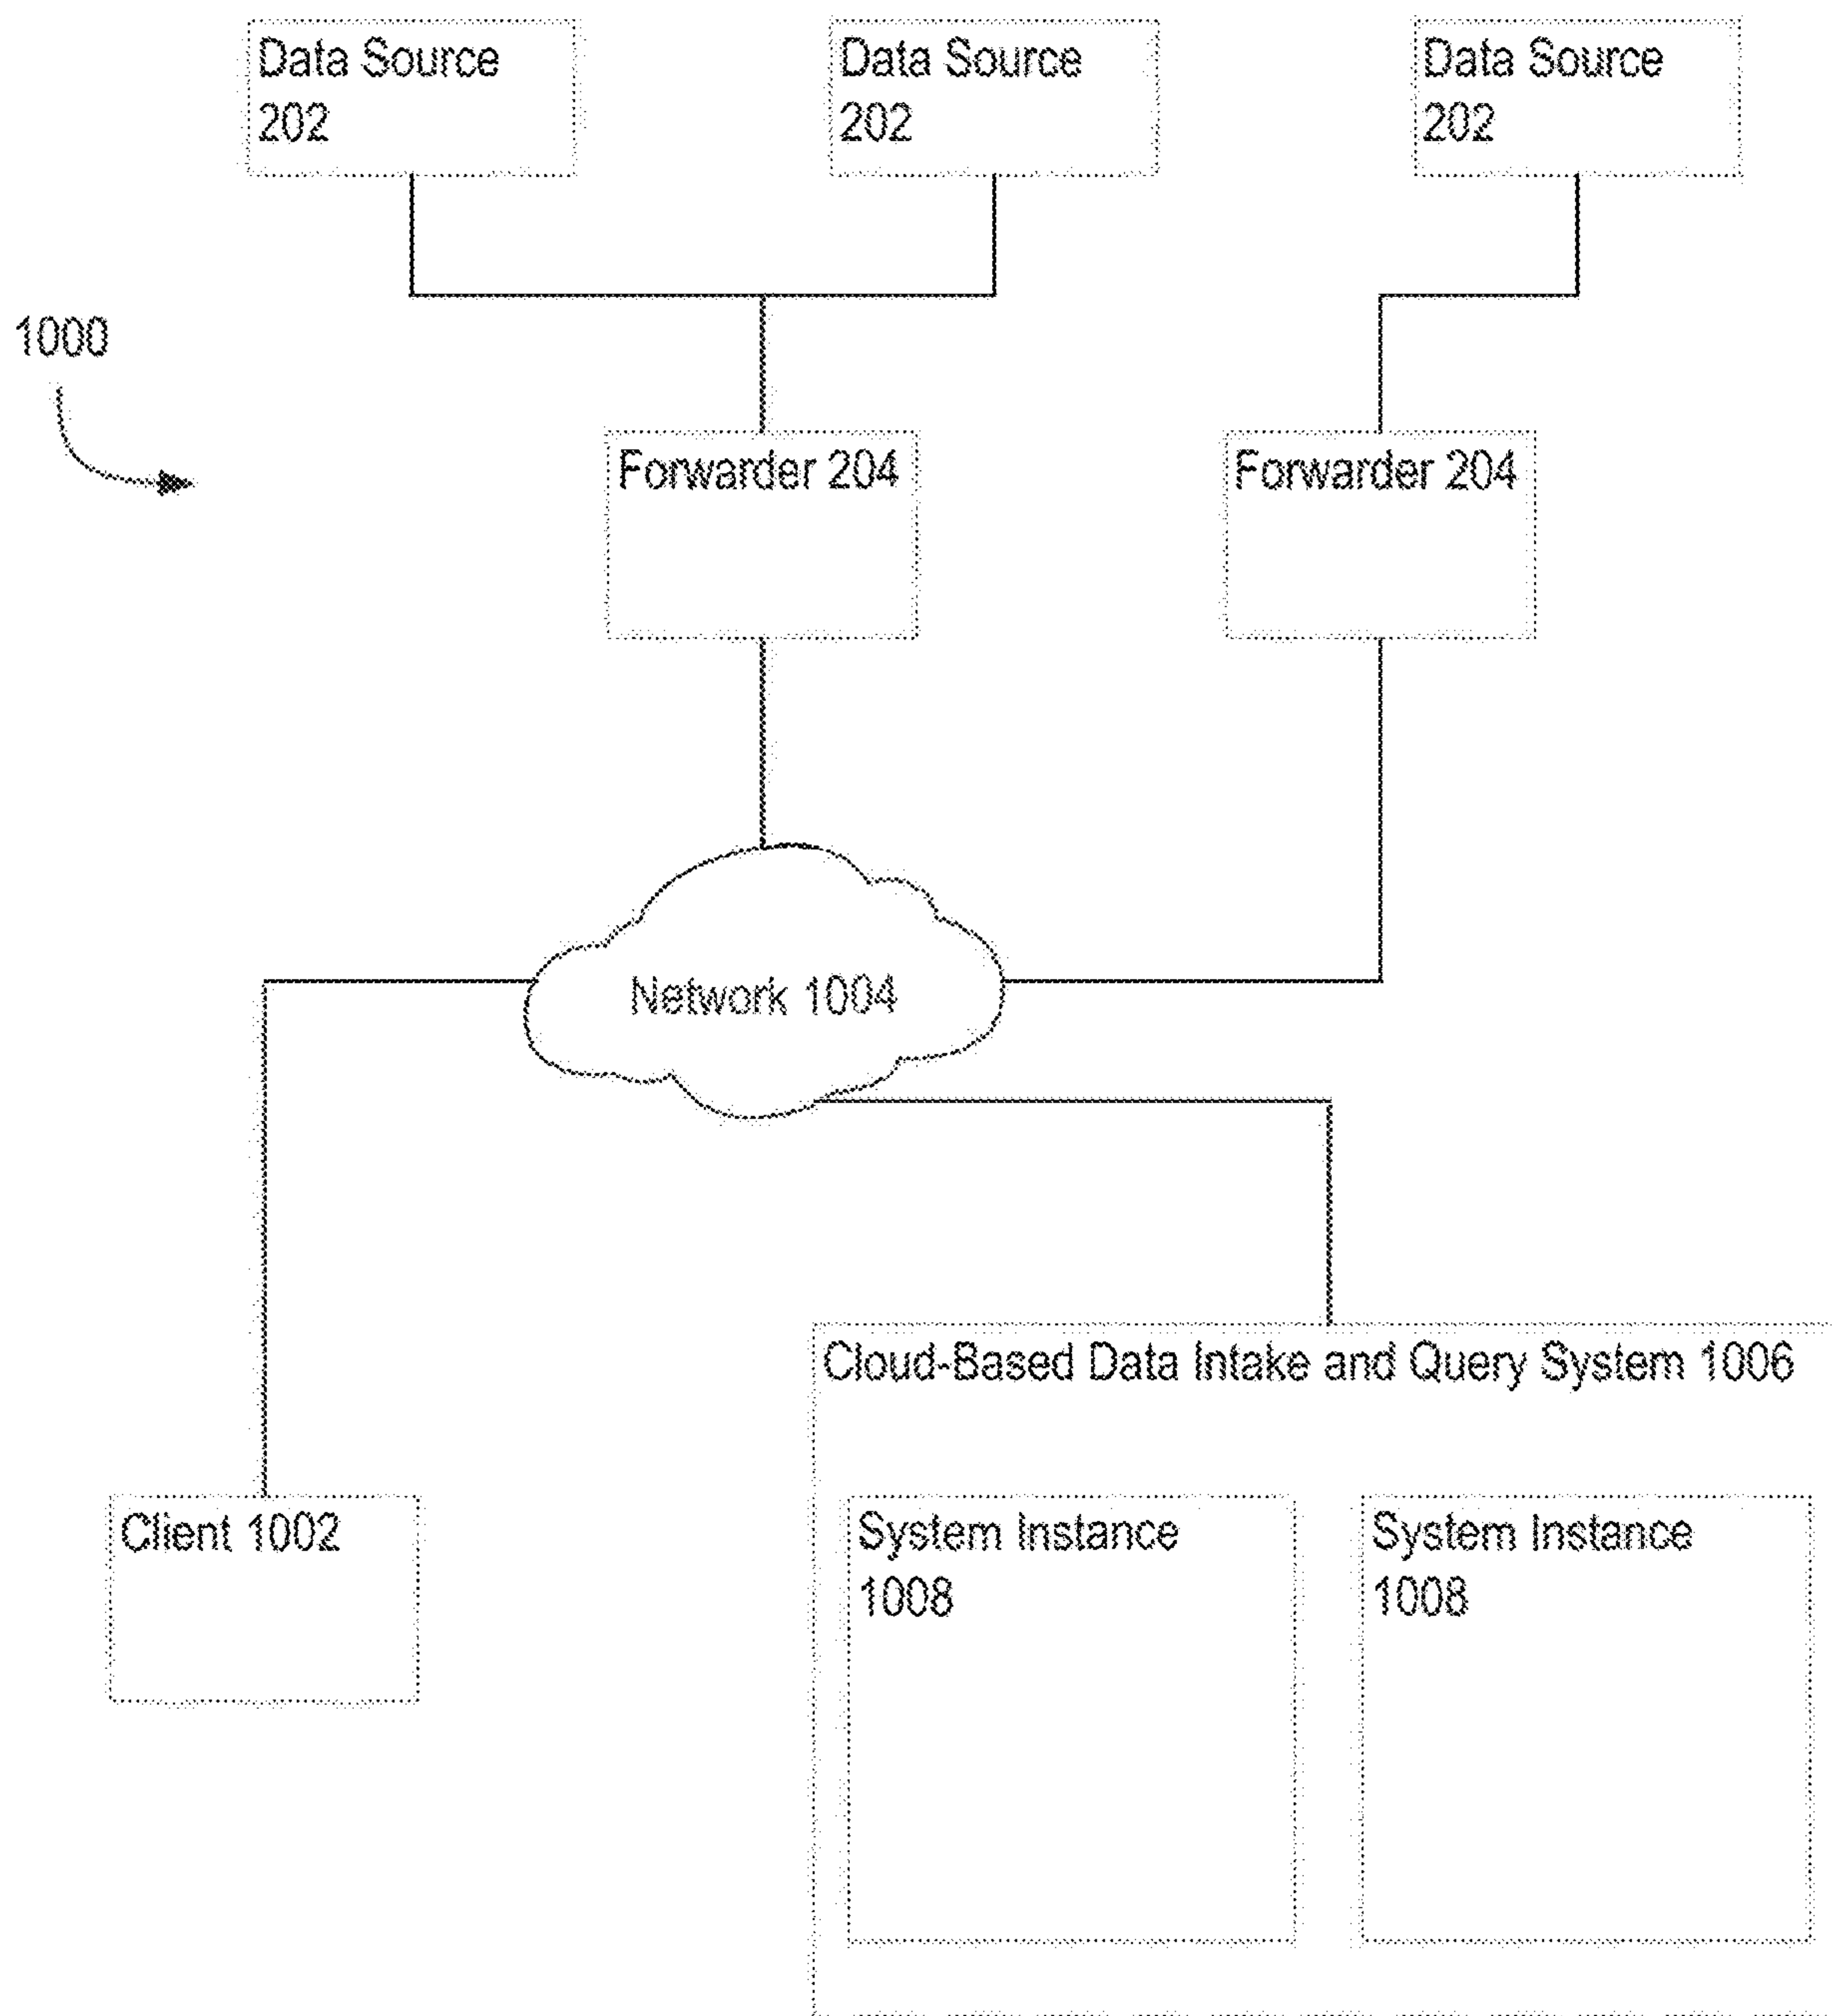 Data Source
202
Data Source
202
Data Source
202
1000
Forwarder 204
Forwarder 204
Network 1004
Cloud-Based Data Intake and Query System 1006
Client 1002
System Instance
1008
System Instance
1008